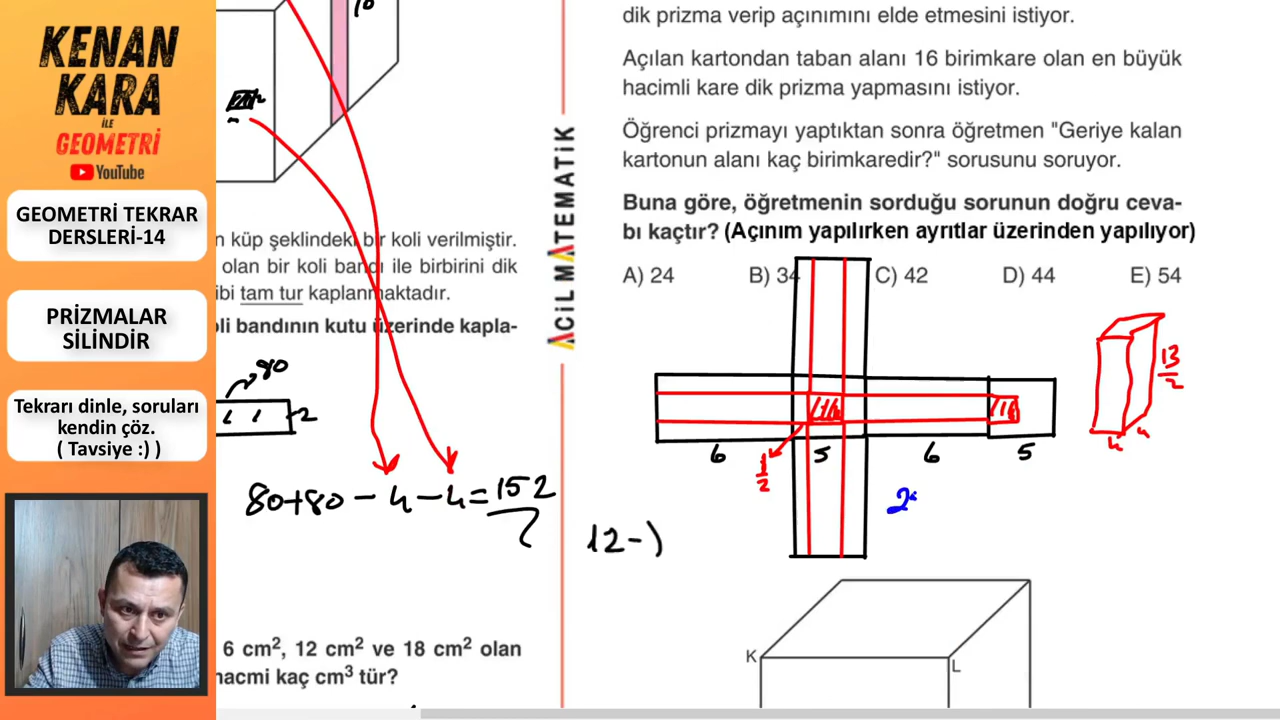 KENAN
KARA
İLE
GEOMETRİ
YouTube
GEOMETRİ TEKRAR
DERSLERİ-14
PRİZMALAR
SİLİNDİR
Tekrarı dinle, soruları
kendin çöz.
( Tavsiye :) )
n küp şeklindeki bir koli verilmiştir.
olan bir koli bandı ile birbirini dik
ibi tam tur kaplanmaktadır.
li bandının kutu üzerinde kapla-
80
2
80+80-4-4=152
6 cm², 12 cm² ve 18 cm² olan
hacmi kaç cm³ tür?
ACİLMATEMATİK
dik prizma verip açınımını elde etmesini istiyor.
Açılan kartondan taban alanı 16 birimkare olan en büyük
hacimli kare dik prizma yapmasını istiyor.
Öğrenci prizmayı yaptıktan sonra öğretmen "Geriye kalan
kartonun alanı kaç birimkaredir?" sorusunu soruyor.
Buna göre, öğretmenin sorduğu sorunun doğru ceva-
bı kaçtır? (Açınım yapılırken ayrıtlar üzerinden yapılıyor)
A) 24 B) 34 C) 42 D) 44 E) 54
13/2
4 4
6 5 6 5
1/2
12-)
K L